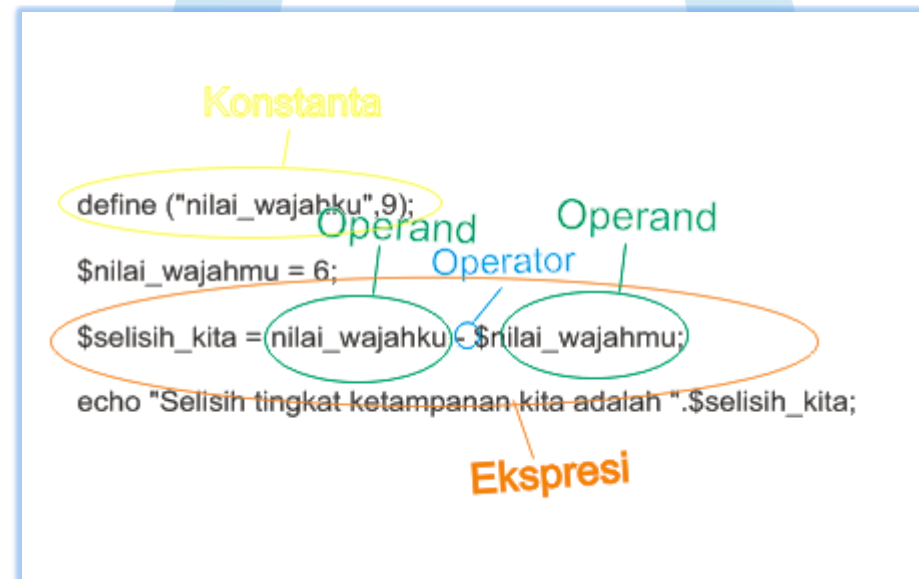 Konstanta
define ("nilai_wajahku",9);
Operand
Operand
$nilai_wajahmu = 6;
Operator
$selisih_kita = nilai_wajahku - $nilai_wajahmu;
echo "Selisih tingkat ketampanan kita adalah ".$selisih_kita;
Ekspresi